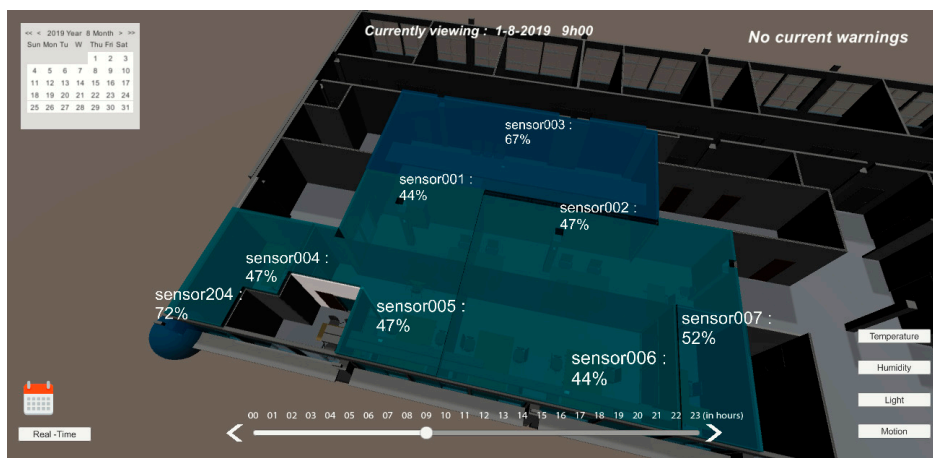 << < 2019 Year 8 Month > >>
Sun Mon Tu W Thu Fri Sat
1 2 3
4 5 6 7 8 9 10
11 12 13 14 15 16 17
18 19 20 21 22 23 24
25 26 27 28 29 30 31
Currently viewing : 1-8-2019 9h00
No current warnings
sensor003 :
67%
sensor001 :
44%
sensor002 :
47%
sensor004 :
47%
sensor204 :
72%
sensor005 :
47%
sensor007 :
52%
sensor006 :
44%
Temperature
Humidity
Light
Motion
00 01 02 03 04 05 06 07 08 09 10 11 12 13 14 15 16 17 18 19 20 21 22 23 (in hours)
Real -Time